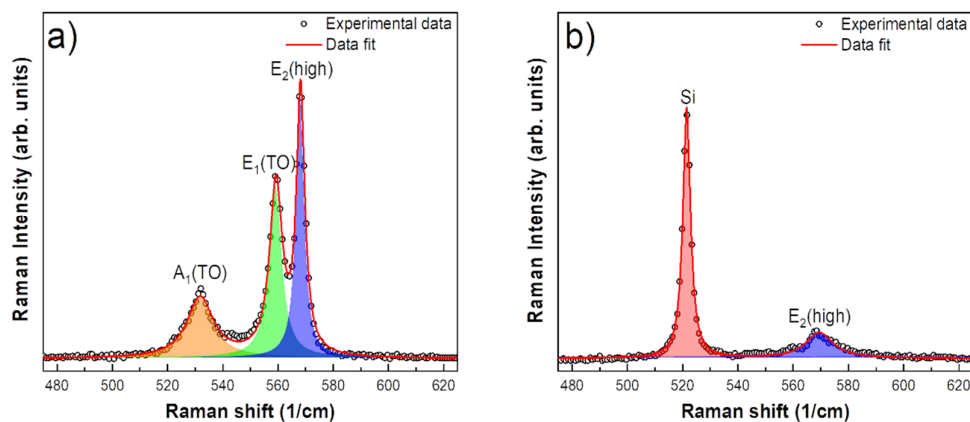 a)
Experimental data
Data fit
E₂(high)
E₁(TO)
A₁(TO)
Raman Intensity (arb. units)
480 500 520 540 560 580 600 620
Raman shift (1/cm)
b)
Experimental data
Data fit
Si
E₂(high)
Raman Intensity (arb. units)
480 500 520 540 560 580 600 620
Raman shift (1/cm)